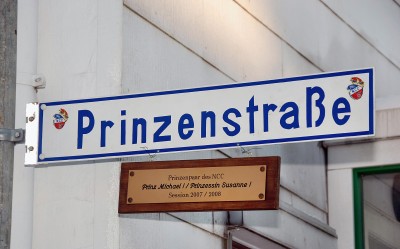 Prinzenstraße
Prinzenpaar des NCC
Prinz Michael I / Prinzessin Susanne I
Session 2007 / 2008